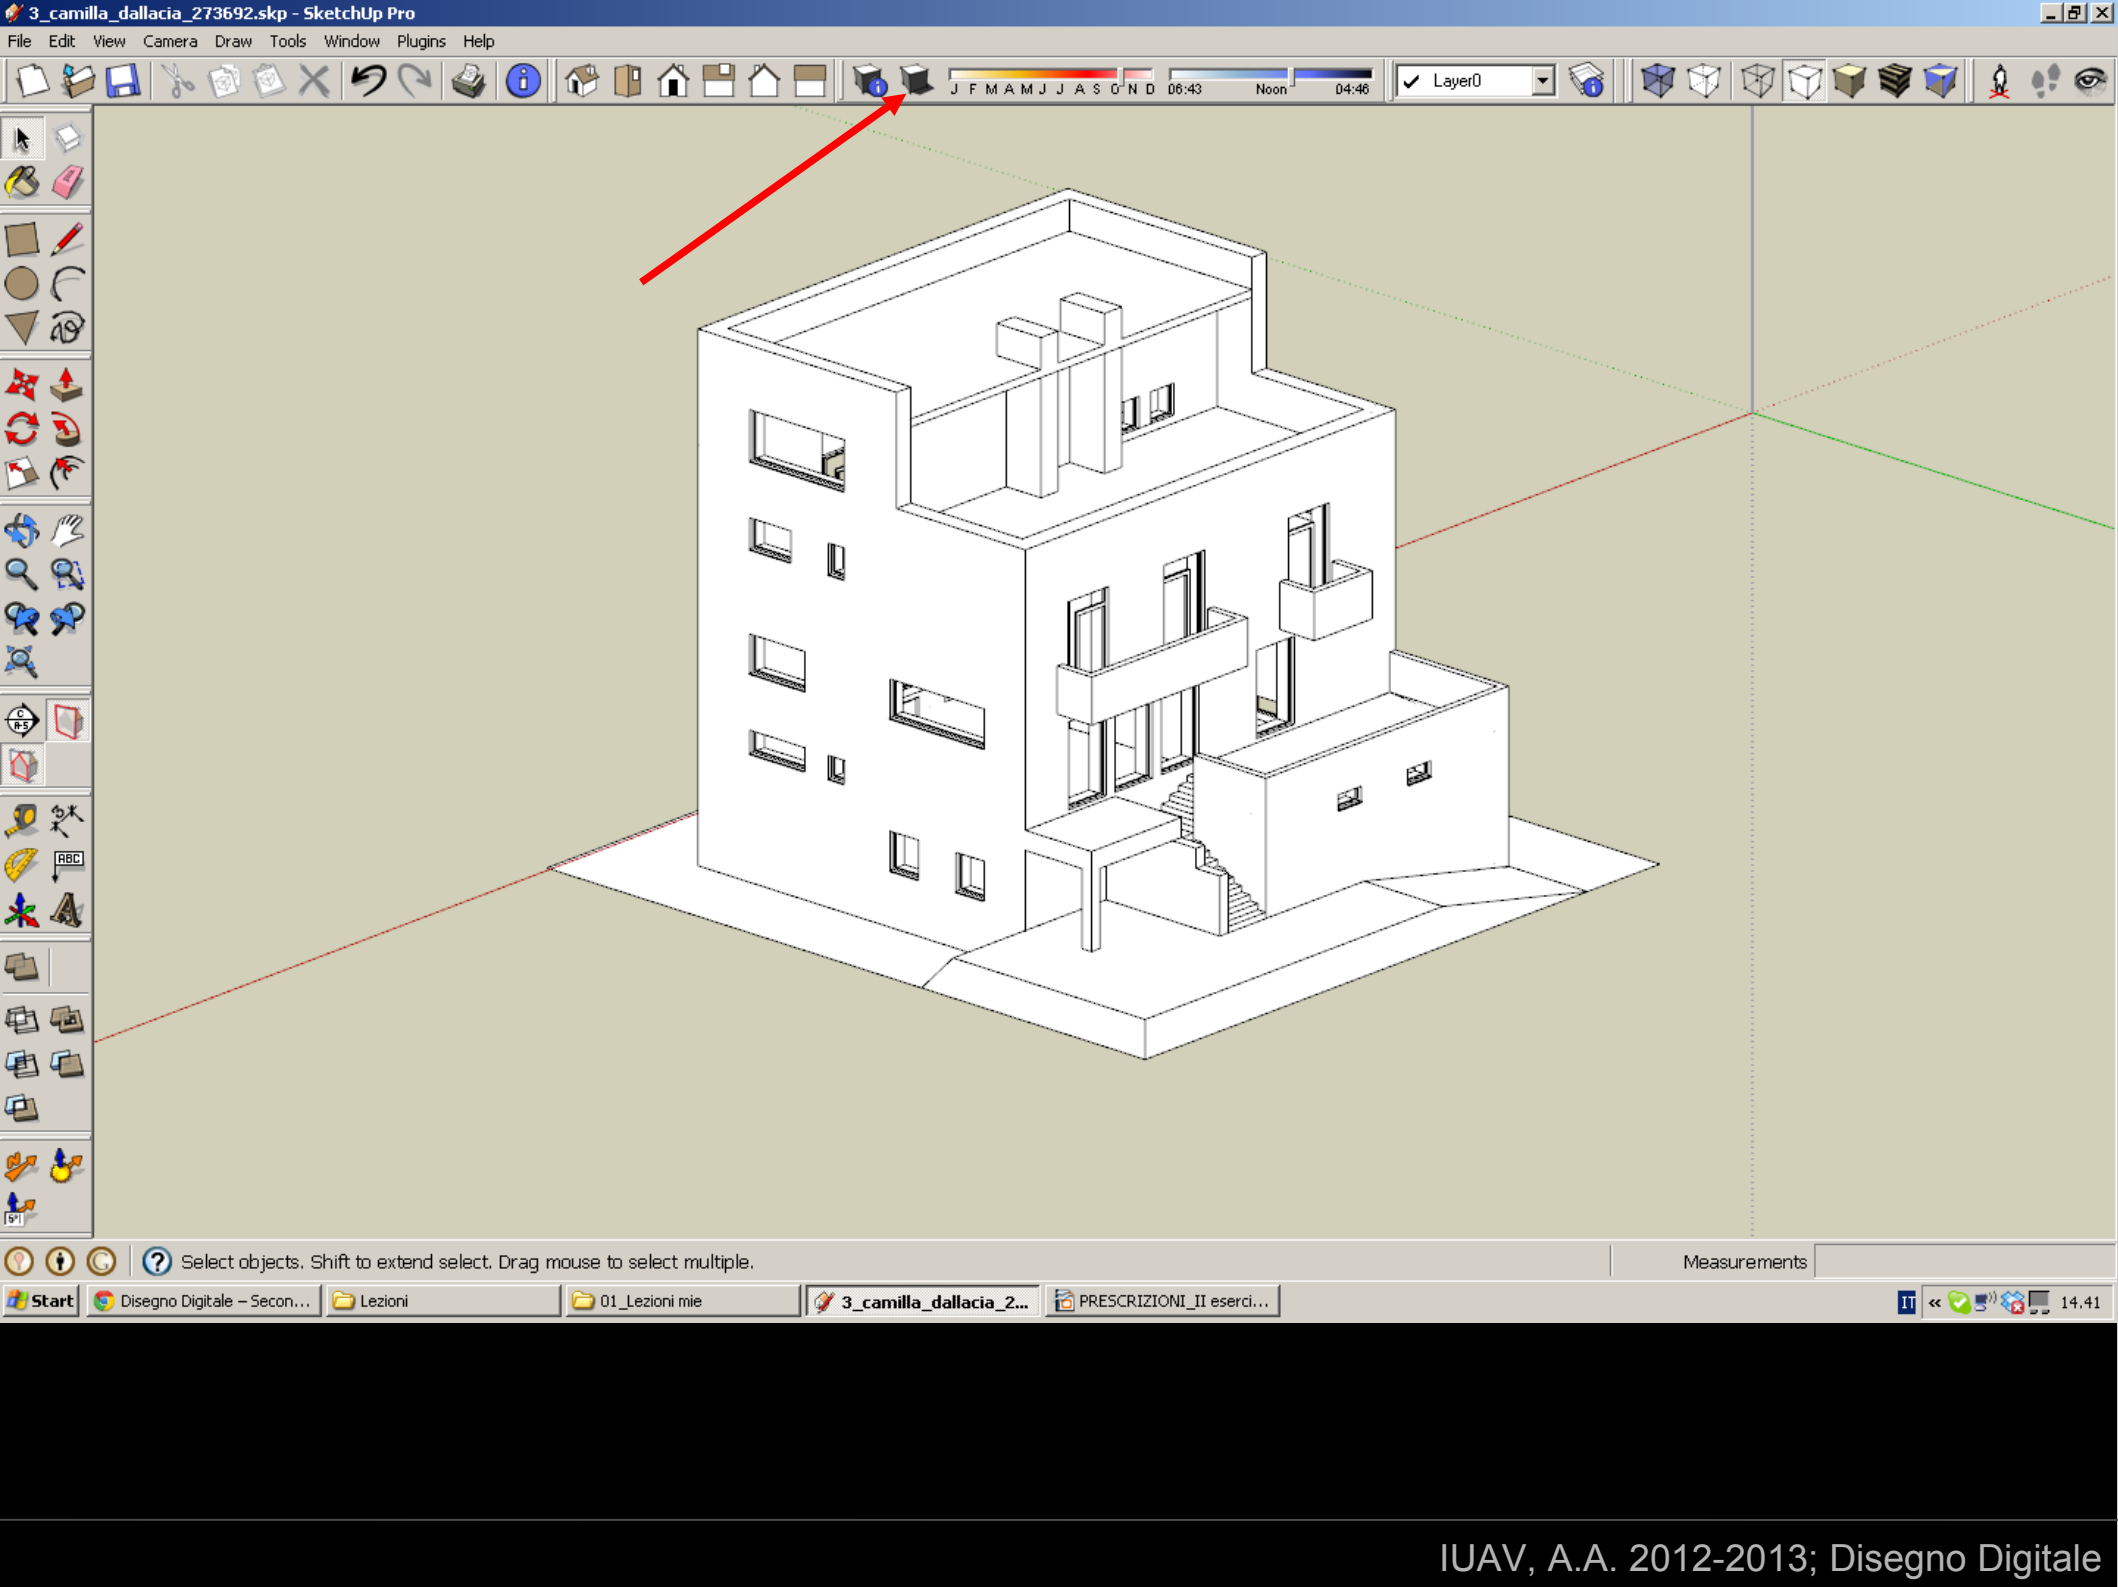 3_camilla_dallacia_273692.skp - SketchUp Pro
File Edit View Camera Draw Tools Window Plugins Help
J F M A M J J A S O N D 06:43 Noon 04:46 Layer0
ABC
Select objects. Shift to extend select. Drag mouse to select multiple. Measurements
Start Disegno Digitale – Secon... Lezioni 01_Lezioni mie 3_camilla_dallacia_2... PRESCRIZIONI_II eserci... IT « 14.41
IUAV, A.A. 2012-2013; Disegno Digitale